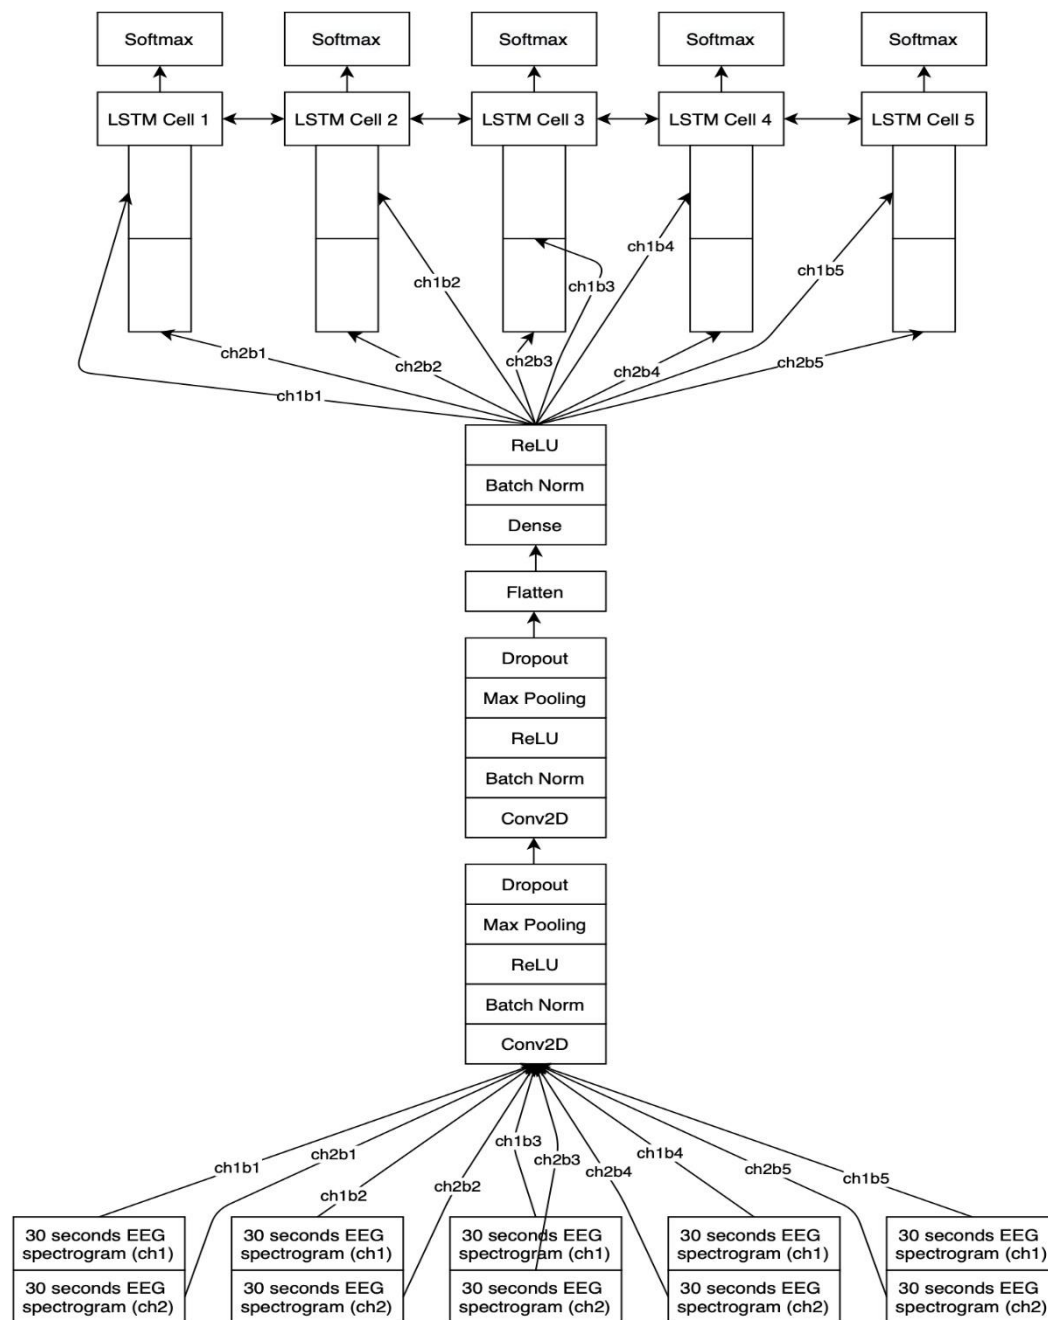 Softmax
Softmax
Softmax
Softmax
Softmax
LSTM Cell 1
LSTM Cell 2
LSTM Cell 3
LSTM Cell 4
LSTM Cell 5
ch1b1
ch2b1
ch1b2
ch2b2
ch2b3
ch1b3
ch1b4
ch2b4
ch1b5
ch2b5
ReLU
Batch Norm
Dense
Flatten
Dropout
Max Pooling
ReLU
Batch Norm
Conv2D
Dropout
Max Pooling
ReLU
Batch Norm
Conv2D
ch1b1
ch2b1
ch1b2
ch2b2
ch1b3
ch2b3
ch2b4
ch1b4
ch2b5
ch1b5
30 seconds EEG
spectrogram (ch1)
30 seconds EEG
spectrogram (ch2)
30 seconds EEG
spectrogram (ch1)
30 seconds EEG
spectrogram (ch2)
30 seconds EEG
spectrogram (ch1)
30 seconds EEG
spectrogram (ch2)
30 seconds EEG
spectrogram (ch1)
30 seconds EEG
spectrogram (ch2)
30 seconds EEG
spectrogram (ch1)
30 seconds EEG
spectrogram (ch2)